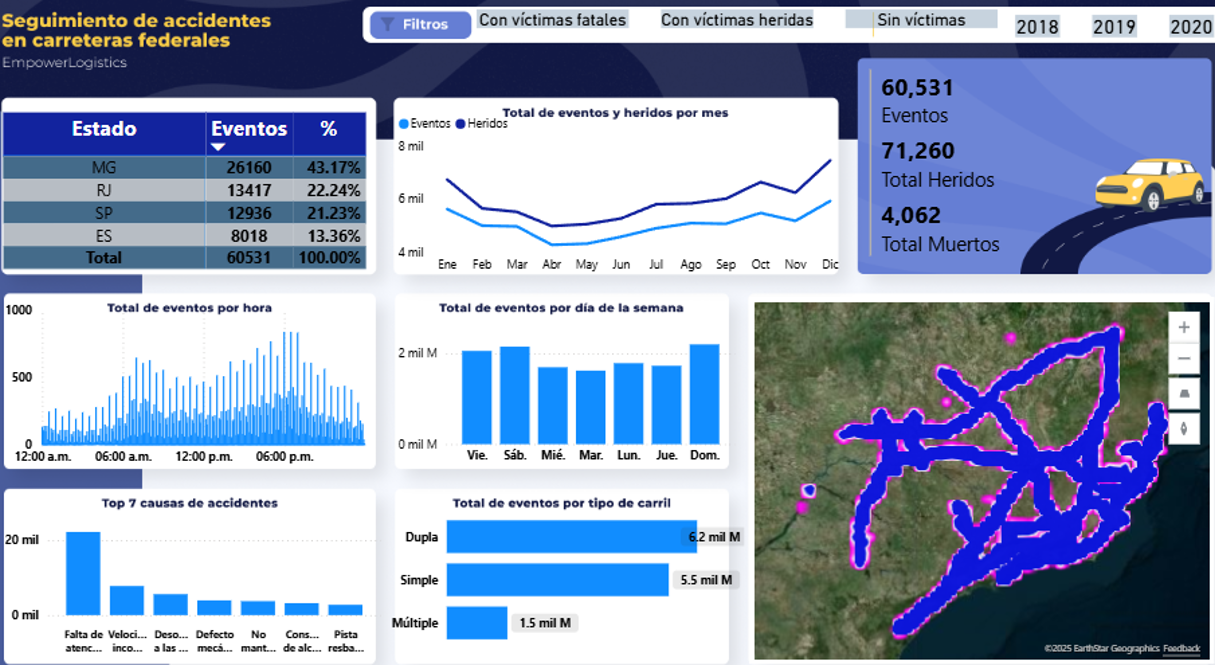 Seguimiento de accidentes
en carreteras federales
EmpowerLogistics
Filtros
Con víctimas fatales
Con víctimas heridas
Sin víctimas
2018
2019
2020
Estado Eventos %
MG 26160 43.17%
RJ 13417 22.24%
SP 12936 21.23%
ES 8018 13.36%
Total 60531 100.00%
Total de eventos y heridos por mes
Eventos Heridos
8 mil
6 mil
4 mil
Ene Feb Mar Abr May Jun Jul Ago Sep Oct Nov Dic
60,531
Eventos
71,260
Total Heridos
4,062
Total Muertos
Total de eventos por hora
1000
500
0
12:00 a.m. 06:00 a.m. 12:00 p.m. 06:00 p.m.
Total de eventos por día de la semana
2 mil M
0 mil M
Vie. Sáb. Mié. Mar. Lun. Jue. Dom.
Top 7 causas de accidentes
20 mil
0 mil
Falta de Veloci... Deso... Defecto No Cons... Pista
atenc... inco... a las ... mecá... mant... de alc... resba...
Total de eventos por tipo de carril
Dupla 6.2 mil M
Simple 5.5 mil M
Múltiple 1.5 mil M
©2025 EarthStar Geographics Feedback